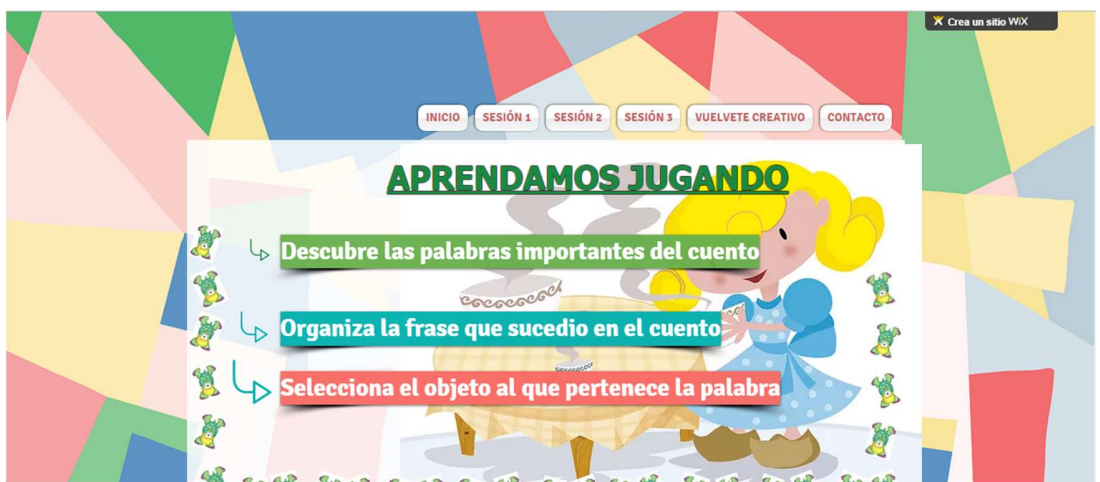 Crea un sitio WiX
INICIO SESIÓN 1 SESIÓN 2 SESIÓN 3 VUELVETE CREATIVO CONTACTO
APRENDAMOS JUGANDO
Descubre las palabras importantes del cuento
Organiza la frase que sucedio en el cuento
Selecciona el objeto al que pertenece la palabra